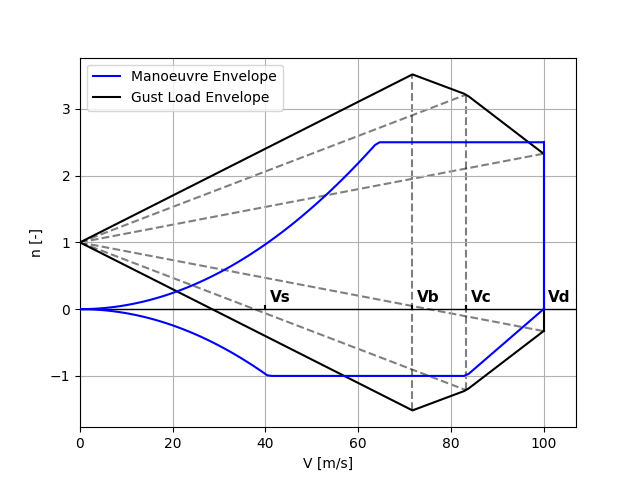 Manoeuvre Envelope
Gust Load Envelope
n [-]
3
2
1
0
−1
Vs
Vb
Vc
Vd
0
20
40
60
80
100
V [m/s]